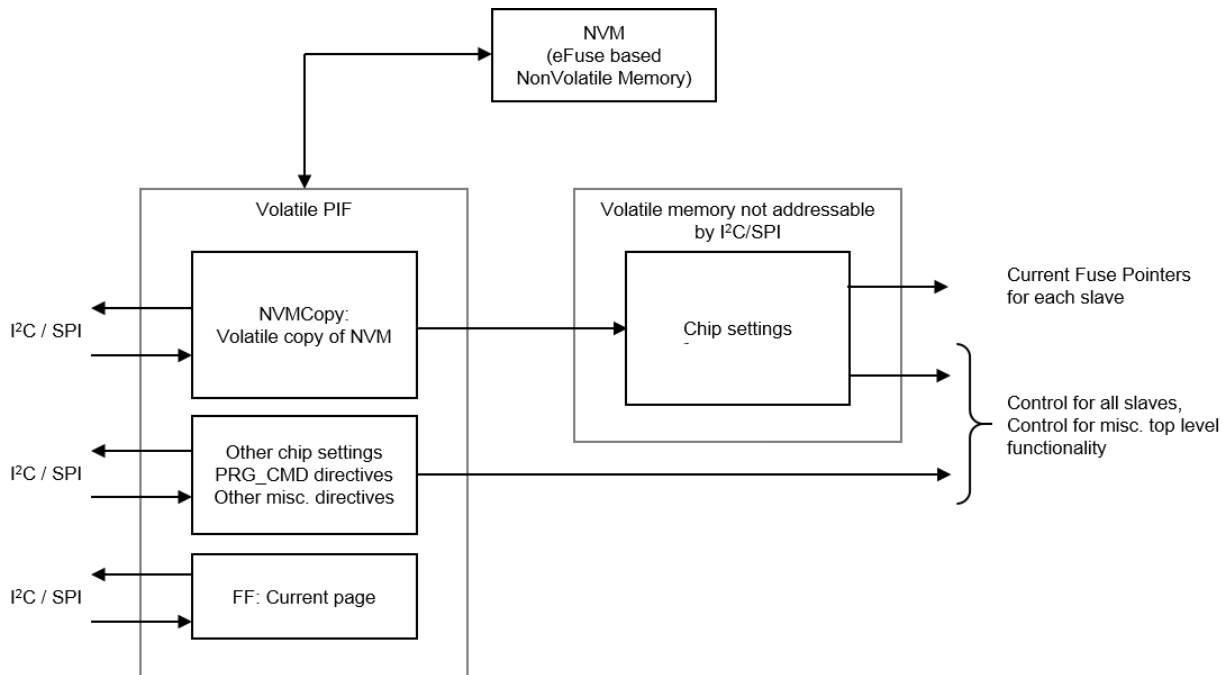 NVM
(eFuse based
NonVolatile Memory)
Volatile PIF
Volatile memory not addressable
by I²C/SPI
I²C / SPI
NVMCopy:
Volatile copy of NVM
Chip settings
Current Fuse Pointers
for each slave
I²C / SPI
Other chip settings
PRG_CMD directives
Other misc. directives
Control for all slaves,
Control for misc. top level
functionality
I²C / SPI
FF: Current page